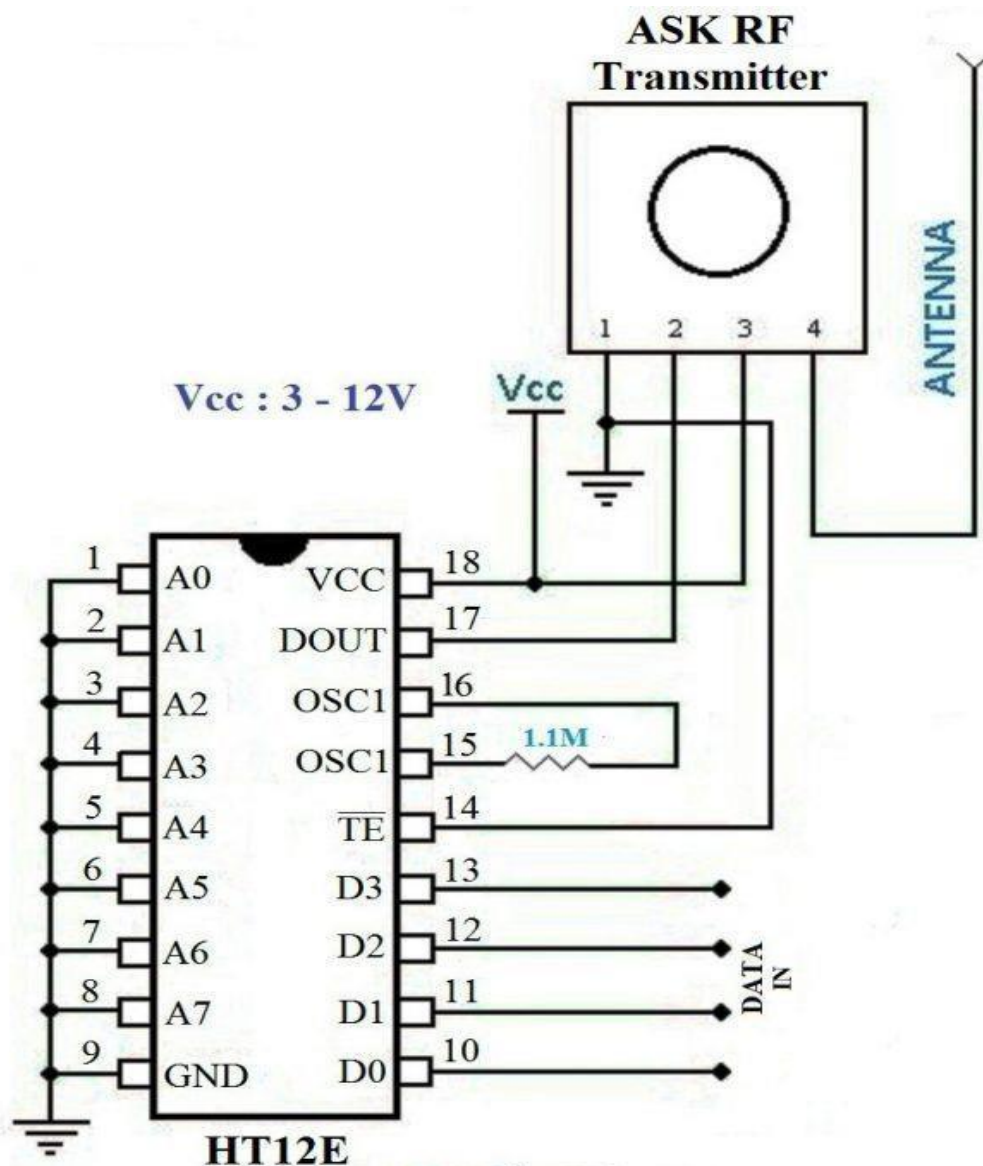 ASK RF
Transmitter
1 2 3 4
ANTENNA
Vcc : 3 - 12V
Vcc
1 A0 VCC 18
2 A1 DOUT 17
3 A2 OSC1 16
4 A3 OSC1 15 1.1M
5 A4 TE 14
6 A5 D3 13
7 A6 D2 12
8 A7 D1 11
9 GND D0 10
DATA
IN
HT12E